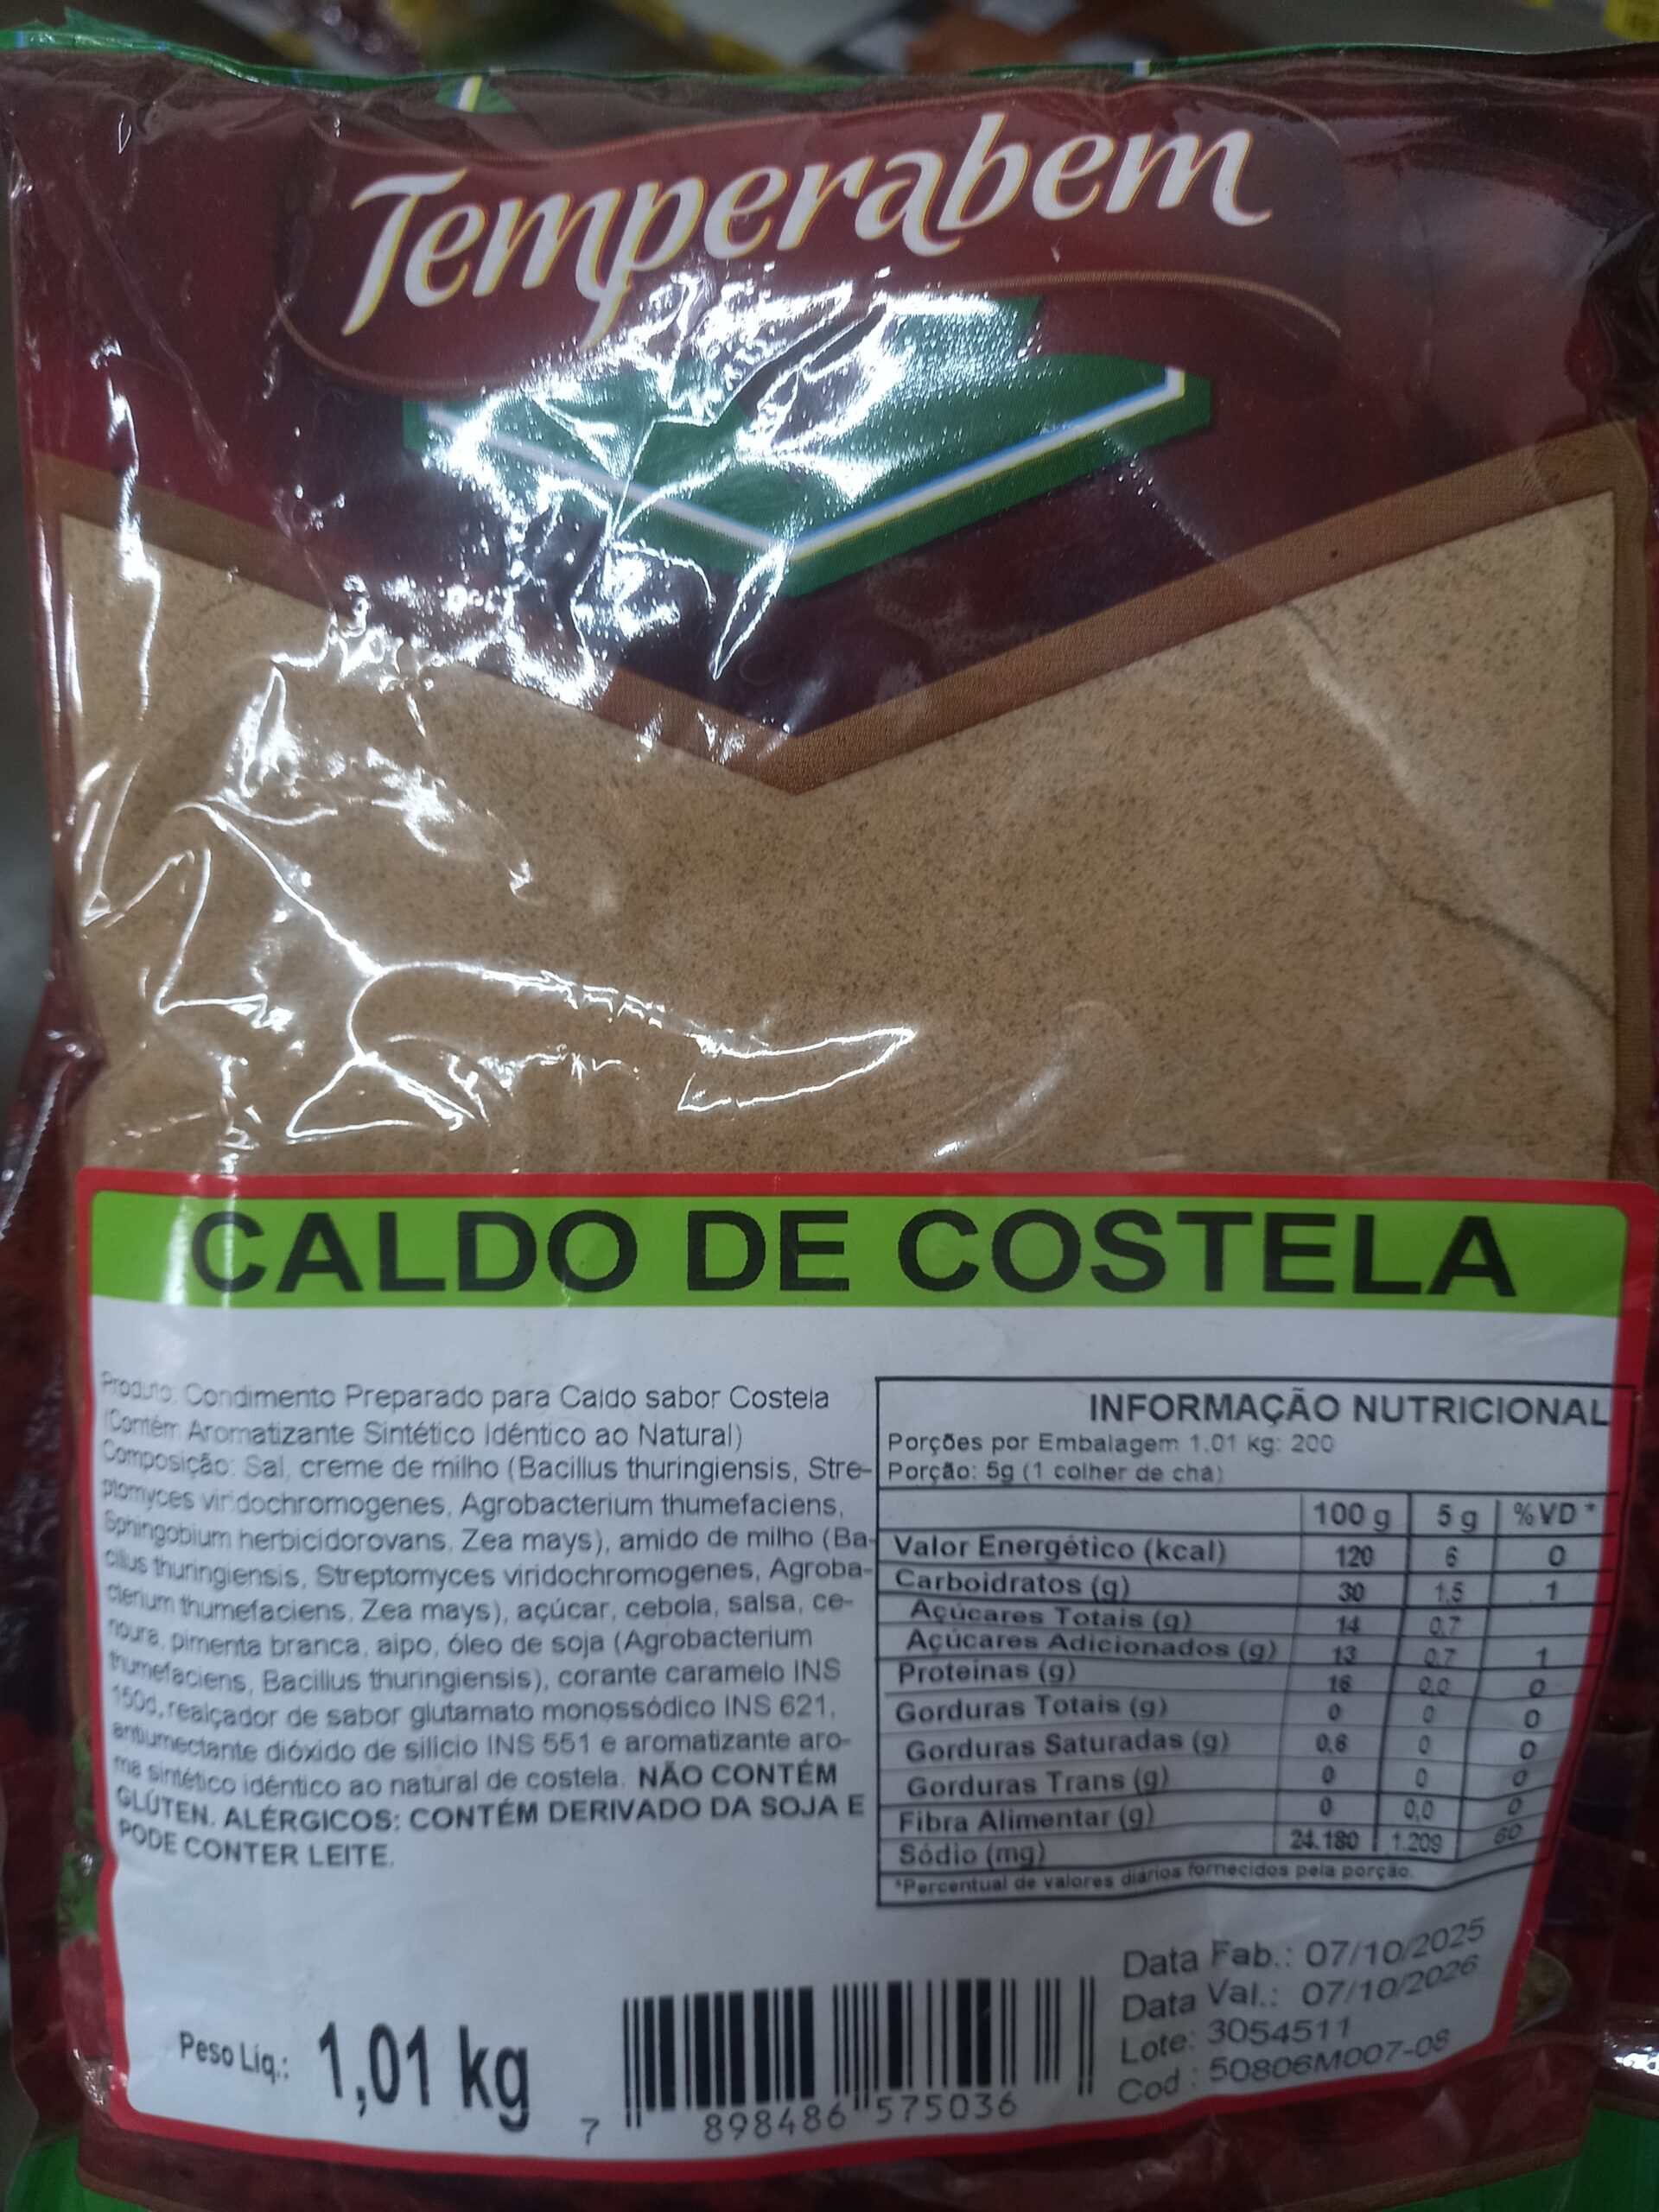 Temperabem
CALDO DE COSTELA
Produto: Condimento Preparado para Caldo sabor Costela
(Contém Aromatizante Sintético Idêntico ao Natural)
Composição: Sal, creme de milho (Bacillus thuringiensis, Stre-
ptomyces viridochromogenes, Agrobacterium thumefaciens,
Sphingobium herbicidorovans, Zea mays), amido de milho (Ba-
cillus thuringiensis, Streptomyces viridochromogenes, Agroba-
cterium thumefaciens, Zea mays), açúcar, cebola, salsa, ce-
noura, pimenta branca, aipo, óleo de soja (Agrobacterium
thumefaciens, Bacillus thuringiensis), corante caramelo INS
150d, realçador de sabor glutamato monossódico INS 621,
antiumectante dióxido de silício INS 551 e aromatizante aro-
ma sintético idêntico ao natural de costela. NÃO CONTÉM
GLÚTEN. ALÉRGICOS: CONTÉM DERIVADO DA SOJA E
PODE CONTER LEITE.
INFORMAÇÃO NUTRICIONAL
Porções por Embalagem 1.01 kg: 200
Porção: 5g (1 colher de chá)
100 g 5 g %VD *
Valor Energético (kcal) 120 6 0
Carboidratos (g) 30 1,5 1
Açúcares Totais (g) 14 0,7
Açúcares Adicionados (g) 13 0,7 1
Proteínas (g) 16 0,0 0
Gorduras Totais (g) 0 0 0
Gorduras Saturadas (g) 0,6 0 0
Gorduras Trans (g) 0 0 0
Fibra Alimentar (g) 0 0,0 0
Sódio (mg) 24.180 1.209 60
*Percentual de valores diários fornecidos pela porção.
Data Fab.: 07/10/2025
Data Val.: 07/10/2026
Lote: 3054511
Cod : 50806M007-08
Peso Líq.: 1,01 kg
7 898486 575036